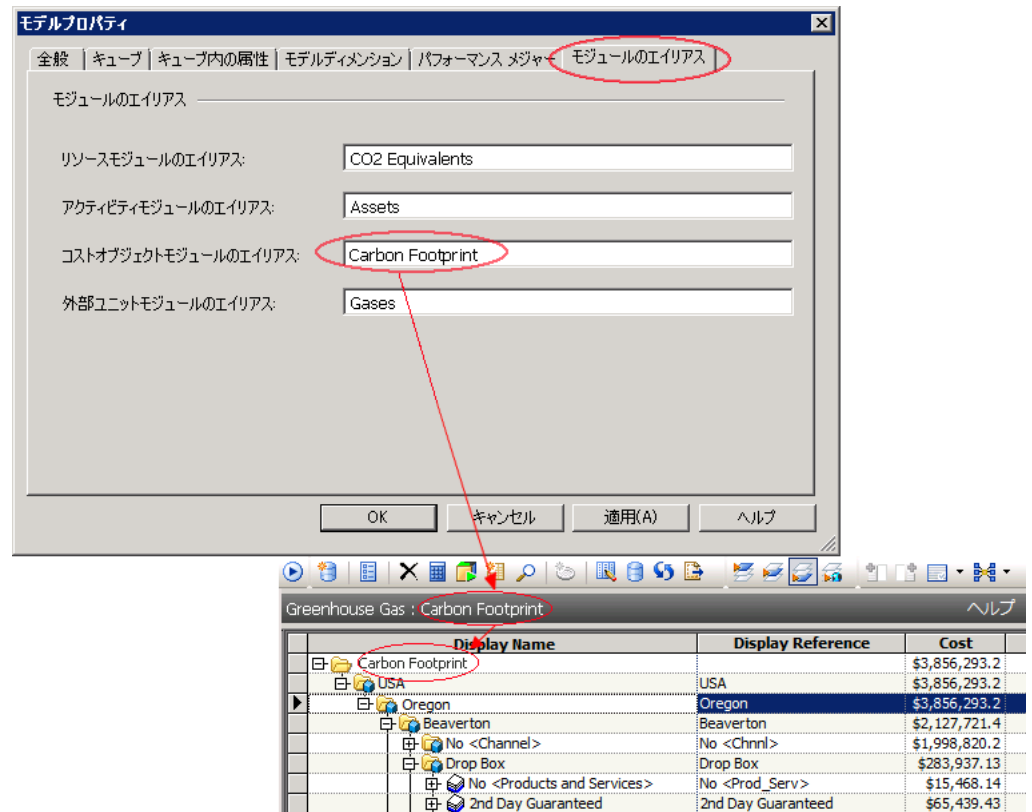 モデルプロパティ
全般 キューブ キューブ内の属性 モデルディメンション パフォーマンス メジャー モジュールのエイリアス
モジュールのエイリアス
リソースモジュールのエイリアス: CO2 Equivalents
アクティビティモジュールのエイリアス: Assets
コストオブジェクトモジュールのエイリアス: Carbon Footprint
外部ユニットモジュールのエイリアス: Gases
OK キャンセル 適用(A) ヘルプ
Greenhouse Gas : Carbon Footprint ヘルプ
Display Name Display Reference Cost
Carbon Footprint $3,856,293.2
USA USA $3,856,293.2
Oregon Oregon $3,856,293.2
Beaverton Beaverton $2,127,721.4
No <Channel> No <Chnnl> $1,998,820.2
Drop Box Drop Box $283,937.13
No <Products and Services> No <Prod_Serv> $15,468.14
2nd Day Guaranteed 2nd Day Guaranteed $65,439.43